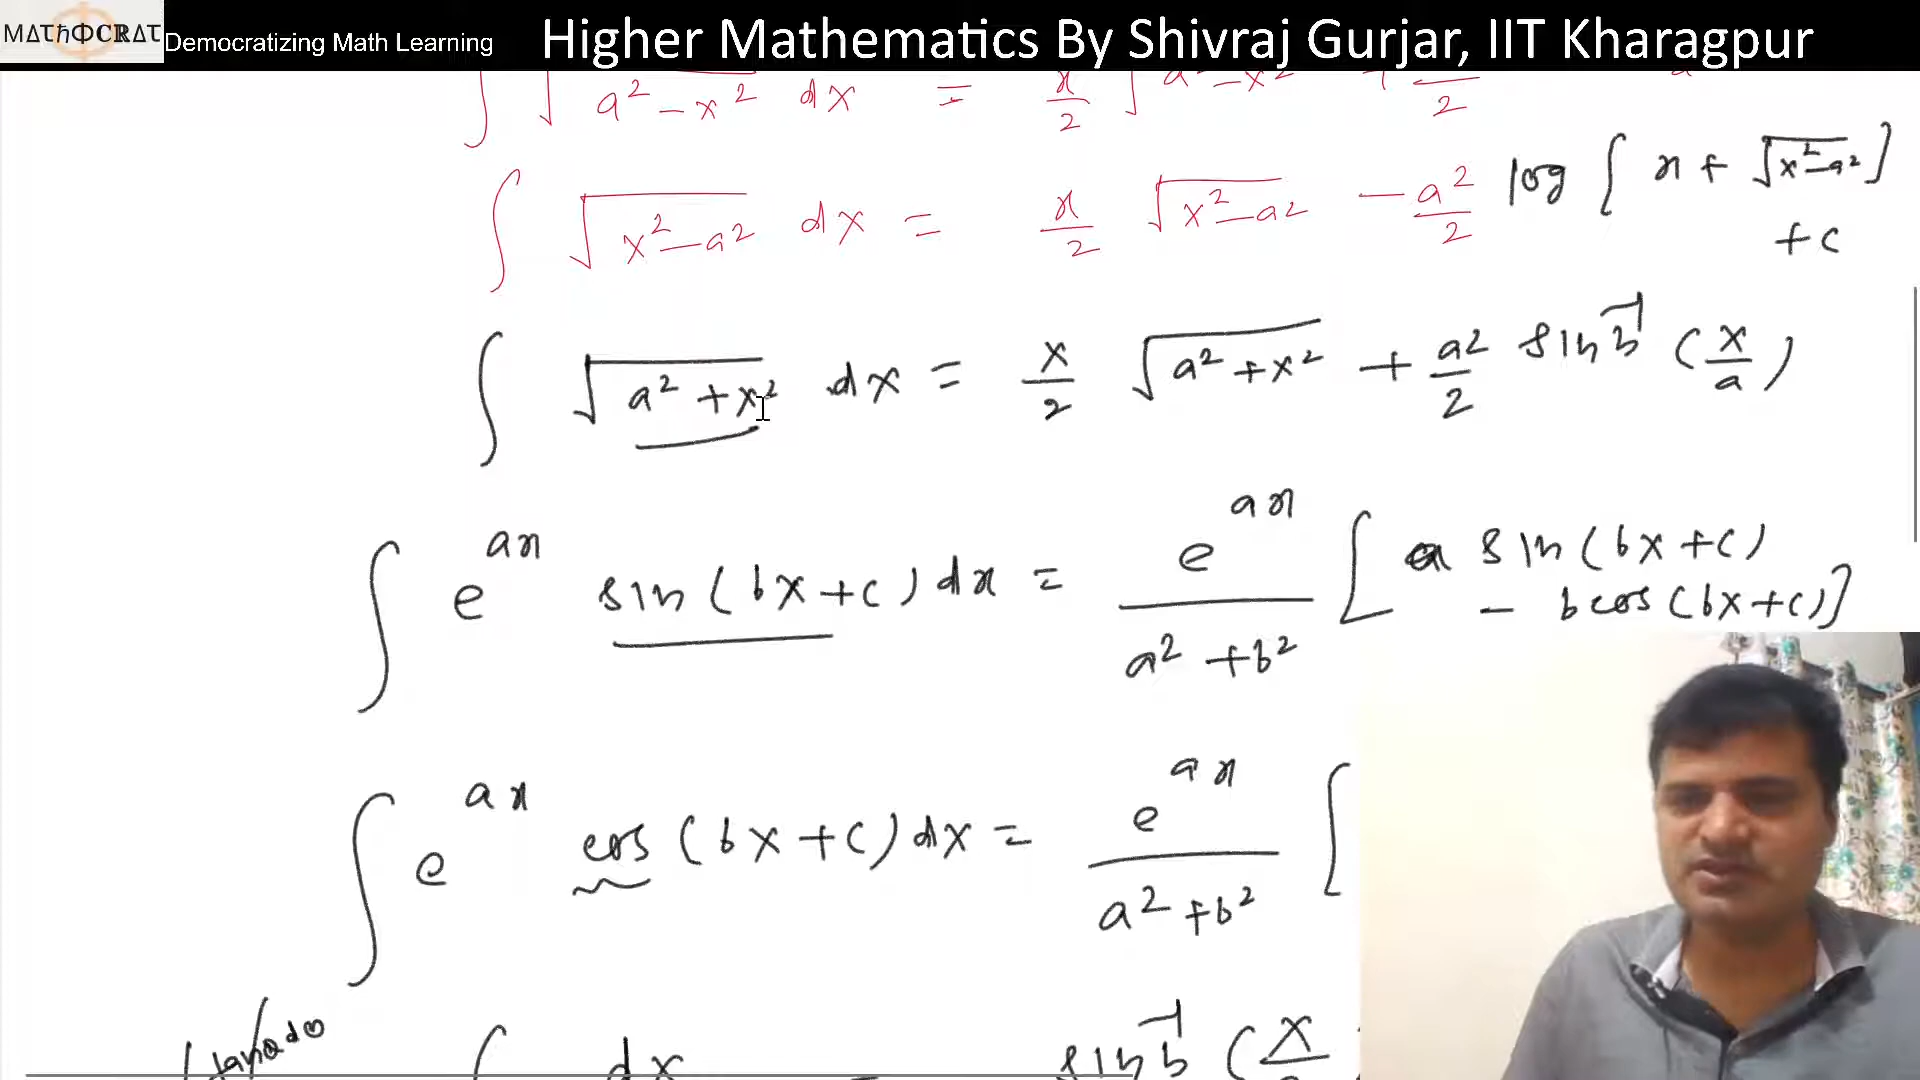 MΔTħΦCRΔT Democratizing Math Learning Higher Mathematics By Shivraj Gurjar, IIT Kharagpur
∫ √(a² − x²) dx = x/2 √(a² − x²) + /2 a
∫ √(x² − a²) dx = x/2 √(x² − a²) − a²/2 log [x + √(x² − a²)]
+ c
∫ √(a² + x²) dx = x/2 √(a² + x²) + a²/2 sinh⁻¹ (x/a)
∫ e^(ax) sin(bx+c) dx = e^(ax)/(a² + b²) [a sin(bx+c)
− b cos(bx+c)]
∫ e^(ax) cos(bx+c) dx = e^(ax)/(a² + b²) [
∫ dx = sinh⁻¹ (x/